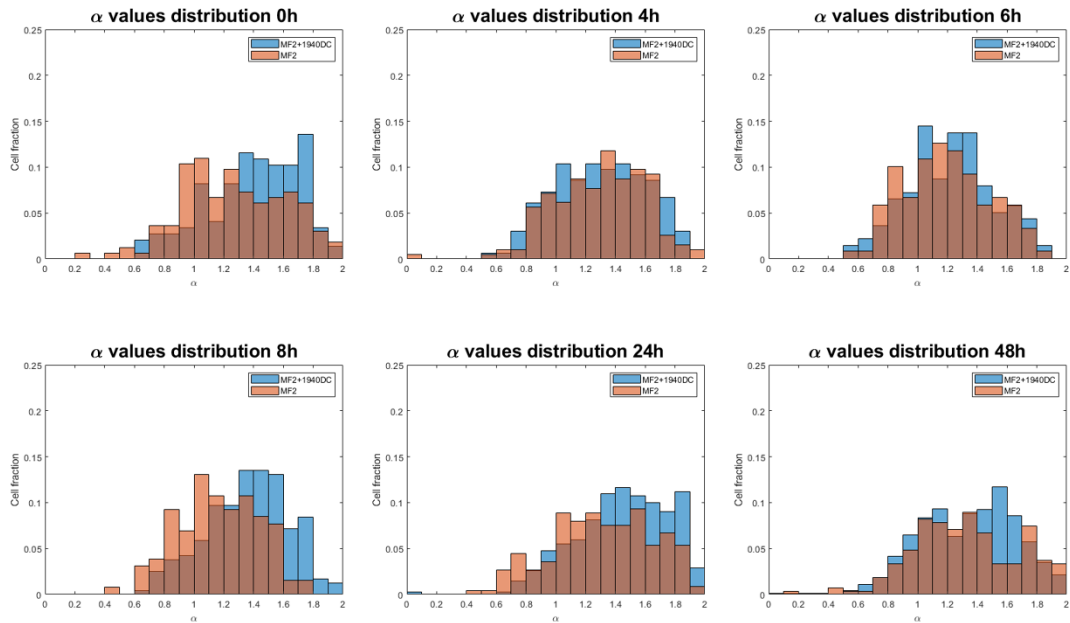 α values distribution 0h
0.25
0.2
0.15
0.1
0.05
0
Cell fraction
MF2+1940DC
MF2
0 0.2 0.4 0.6 0.8 1 1.2 1.4 1.6 1.8 2
α
α values distribution 4h
0.25
0.2
0.15
0.1
0.05
0
Cell fraction
MF2+1940DC
MF2
0 0.2 0.4 0.6 0.8 1 1.2 1.4 1.6 1.8 2
α
α values distribution 6h
0.25
0.2
0.15
0.1
0.05
0
Cell fraction
MF2+1940DC
MF2
0 0.2 0.4 0.6 0.8 1 1.2 1.4 1.6 1.8 2
α
α values distribution 8h
0.25
0.2
0.15
0.1
0.05
0
Cell fraction
MF2+1940DC
MF2
0 0.2 0.4 0.6 0.8 1 1.2 1.4 1.6 1.8 2
α
α values distribution 24h
0.25
0.2
0.15
0.1
0.05
0
Cell fraction
MF2+1940DC
MF2
0 0.2 0.4 0.6 0.8 1 1.2 1.4 1.6 1.8 2
α
α values distribution 48h
0.25
0.2
0.15
0.1
0.05
0
Cell fraction
MF2+1940DC
MF2
0 0.2 0.4 0.6 0.8 1 1.2 1.4 1.6 1.8 2
α